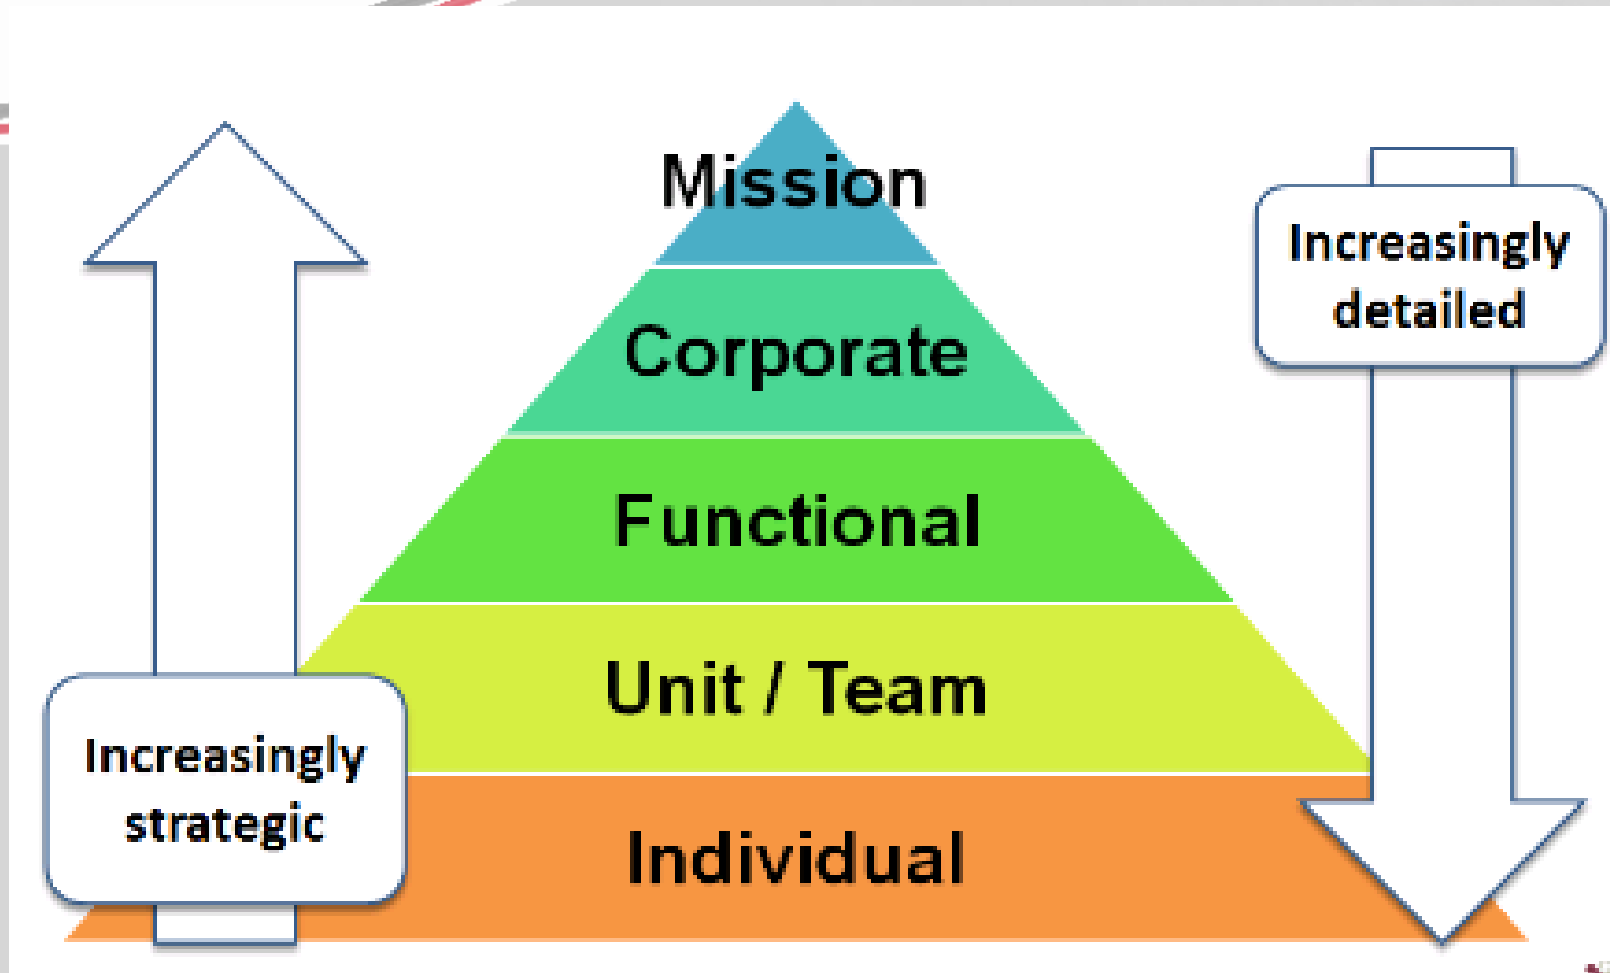 Mission
Corporate
Functional
Unit / Team
Individual
Increasingly
strategic
Increasingly
detailed